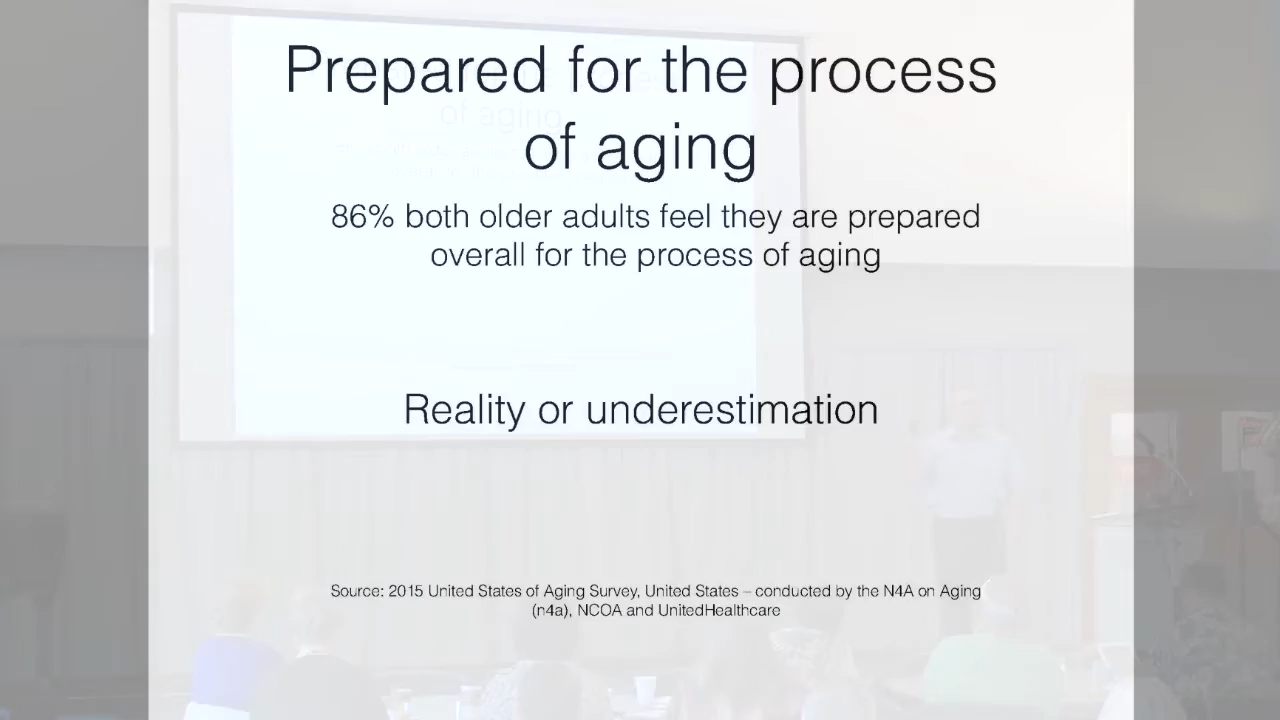 Prepared for the process
of aging
86% both older adults feel they are prepared
overall for the process of aging
Reality or underestimation
Source: 2015 United States of Aging Survey, United States – conducted by the N4A on Aging
(n4a), NCOA and UnitedHealthcare